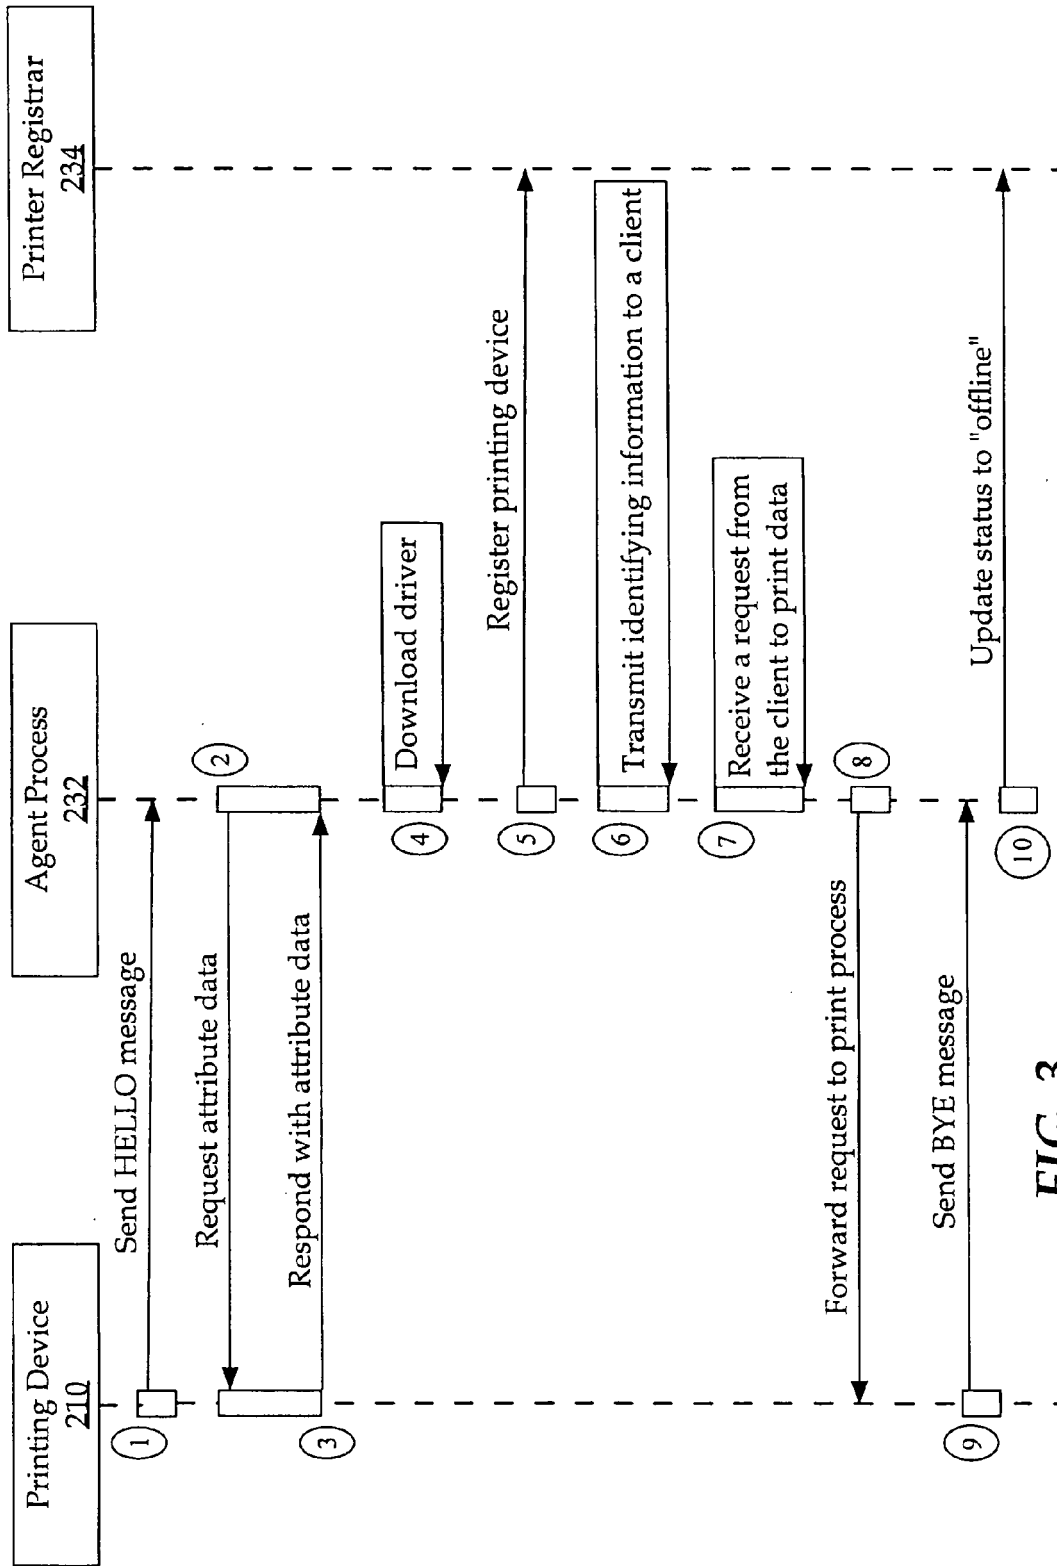 Printing Device
210
Agent Process
232
Printer Registrar
234
1
Send HELLO message
2
Request attribute data
3
Respond with attribute data
4
Download driver
5
Register printing device
6
Transmit identifying information to a client
7
Receive a request from
the client to print data
8
Forward request to print process
9
Send BYE message
10
Update status to "offline"
FIG. 3